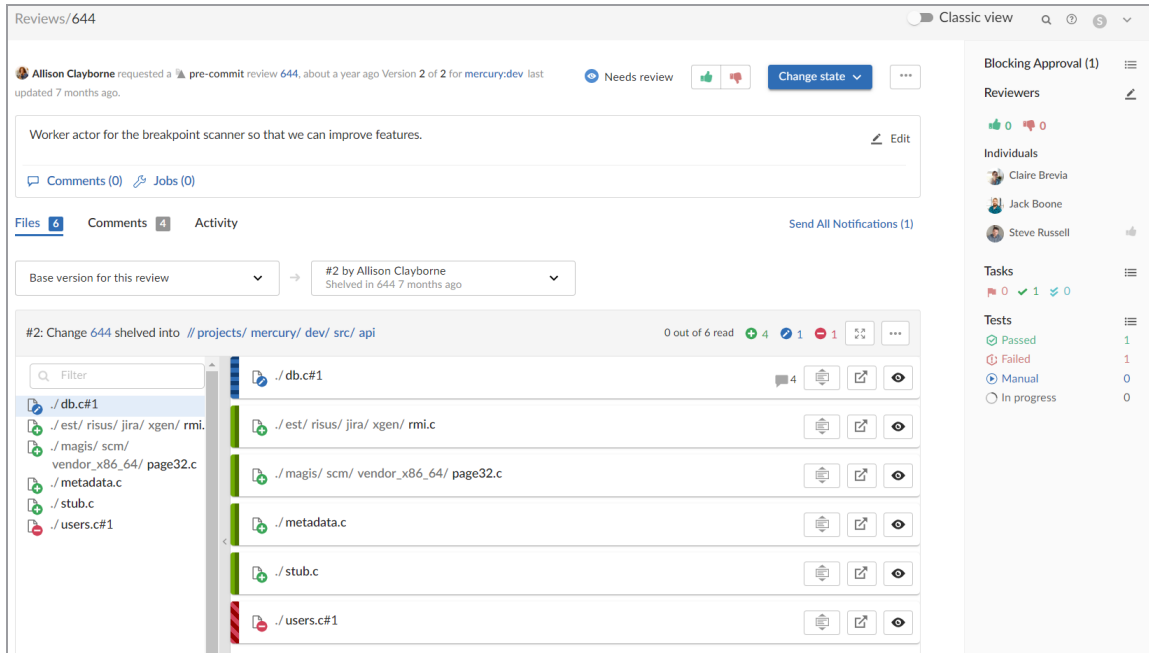 Reviews/644
Classic view
S
Allison Clayborne requested a pre-commit review 644, about a year ago Version 2 of 2 for mercury:dev last
updated 7 months ago.
Needs review
Change state
Worker actor for the breakpoint scanner so that we can improve features.
Edit
Comments (0) Jobs (0)
Files 6 Comments 4 Activity
Send All Notifications (1)
Base version for this review
#2 by Allison Clayborne
Shelved in 644 7 months ago
#2: Change 644 shelved into // projects/ mercury/ dev/ src/ api
0 out of 6 read 4 1 1
Filter
./ db.c#1
./ est/ risus/ jira/ xgen/ rmi.
./ magis/ scm/
vendor_x86_64/ page32.c
./ metadata.c
./ stub.c
./ users.c#1
./ db.c#1 4
./ est/ risus/ jira/ xgen/ rmi.c
./ magis/ scm/ vendor_x86_64/ page32.c
./ metadata.c
./ stub.c
./ users.c#1
Blocking Approval (1)
Reviewers
0 0
Individuals
Claire Brevia
Jack Boone
Steve Russell
Tasks
0 1 0
Tests
Passed 1
Failed 1
Manual 0
In progress 0